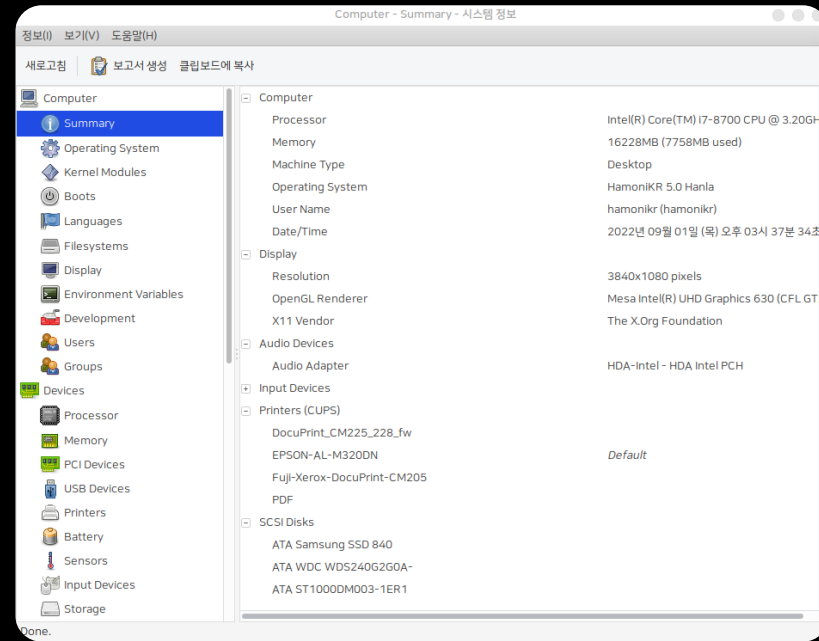 Computer - Summary - 시스템 정보
정보(I) 보기(V) 도움말(H)
새로고침 보고서 생성 클립보드에 복사
Computer
Summary
Operating System
Kernel Modules
Boots
Languages
Filesystems
Display
Environment Variables
Development
Users
Groups
Devices
Processor
Memory
PCI Devices
USB Devices
Printers
Battery
Sensors
Input Devices
Storage
Computer
Processor Intel(R) Core(TM) i7-8700 CPU @ 3.20GH
Memory 16228MB (7758MB used)
Machine Type Desktop
Operating System HamoniKR 5.0 Hanla
User Name hamonikr (hamonikr)
Date/Time 2022년 09월 01일 (목) 오후 03시 37분 34초
Display
Resolution 3840x1080 pixels
OpenGL Renderer Mesa Intel(R) UHD Graphics 630 (CFL GT
X11 Vendor The X.Org Foundation
Audio Devices
Audio Adapter HDA-Intel - HDA Intel PCH
Input Devices
Printers (CUPS)
DocuPrint_CM225_228_fw
EPSON-AL-M320DN Default
Fuji-Xerox-DocuPrint-CM205
PDF
SCSI Disks
ATA Samsung SSD 840
ATA WDC WDS240G2G0A-
ATA ST1000DM003-1ER1
Done.